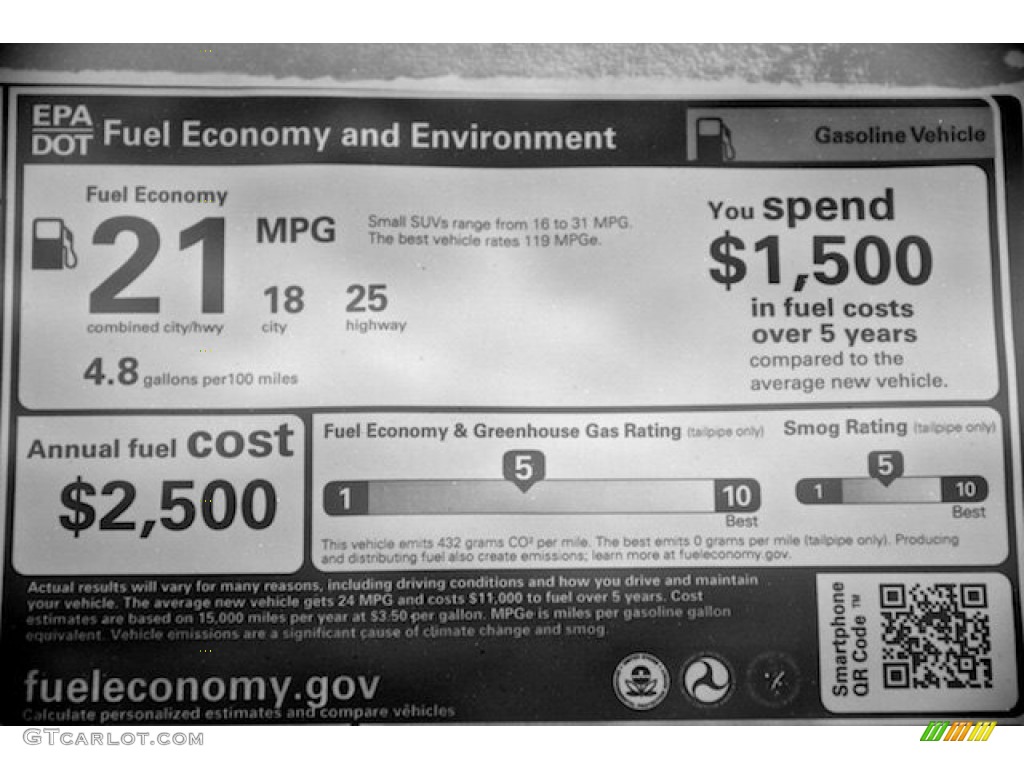 EPA
DOT
Fuel Economy and Environment
Gasoline Vehicle
Fuel Economy
21 MPG
combined city/hwy
18
city
25
highway
4.8 gallons per100 miles
Small SUVs range from 16 to 31 MPG.
The best vehicle rates 119 MPGe.
You spend
$1,500
in fuel costs
over 5 years
compared to the
average new vehicle.
Annual fuel cost
$2,500
Fuel Economy & Greenhouse Gas Rating (tailpipe only)
5
1 10
Best
Smog Rating (tailpipe only)
5
1 10
Best
This vehicle emits 432 grams CO² per mile. The best emits 0 grams per mile (tailpipe only). Producing
and distributing fuel also create emissions; learn more at fueleconomy.gov.
Actual results will vary for many reasons, including driving conditions and how you drive and maintain
your vehicle. The average new vehicle gets 24 MPG and costs $11,000 to fuel over 5 years. Cost
estimates are based on 15,000 miles per year at $3.50 per gallon. MPGe is miles per gasoline gallon
equivalent. Vehicle emissions are a significant cause of climate change and smog.
fueleconomy.gov
Calculate personalized estimates and compare vehicles
Smartphone
QR Code ™
GTcarlot.com